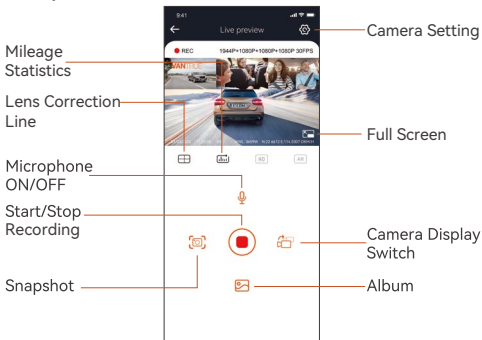 9:41
Live preview
Camera Setting
REC
1944P+1080P+1080P+1080P 30FPS
Mileage
Statistics
Lens Correction
Line
Full Screen
Microphone
ON/OFF
Start/Stop
Recording
Camera Display
Switch
Snapshot
Album